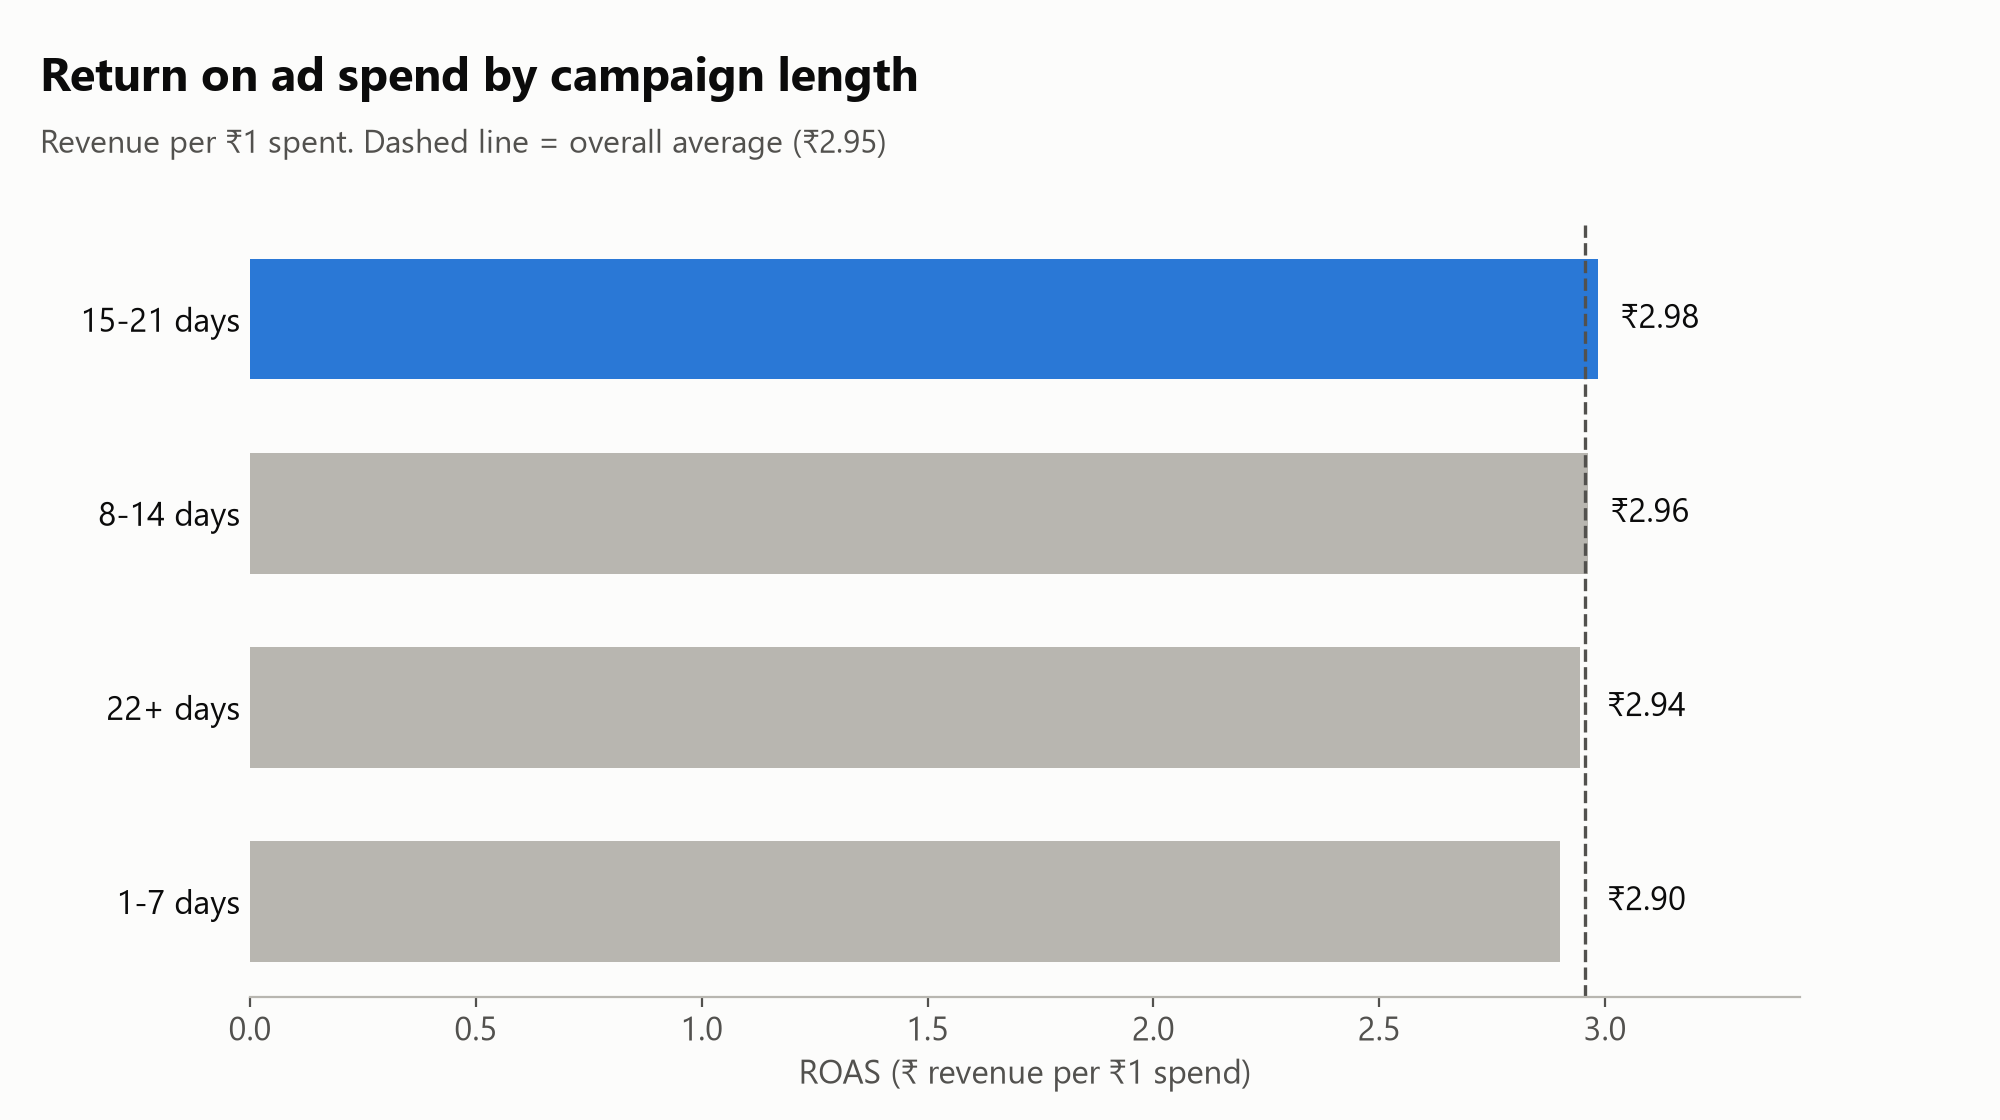 Return on ad spend by campaign length
Revenue per ₹1 spent. Dashed line = overall average (₹2.95)
15-21 days ₹2.98
8-14 days ₹2.96
22+ days ₹2.94
1-7 days ₹2.90
0.0 0.5 1.0 1.5 2.0 2.5 3.0
ROAS (₹ revenue per ₹1 spend)